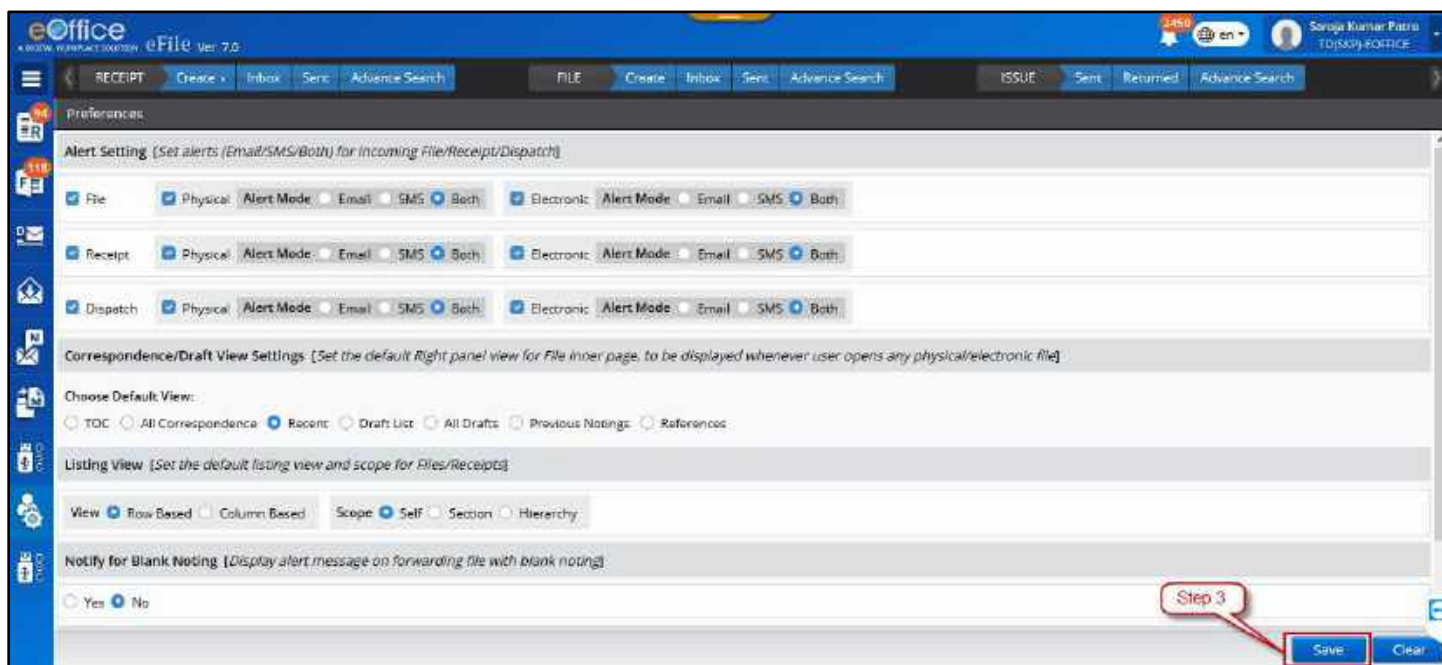 eOffice
A DIGITAL WORKPLACE SOLUTION eFile Ver 7.0
2450 en Saroja Kumar Patro
TD(SKP)-EOFFICE
RECEIPT Create Inbox Sent Advance Search FILE Create Inbox Sent Advance Search ISSUE Sent Returned Advance Search
94 R
Preferences
Alert Setting [Set alerts (Email/SMS/Both) for Incoming File/Receipt/Dispatch]
118 F E
File Physical Alert Mode Email SMS Both Electronic Alert Mode Email SMS Both
Receipt Physical Alert Mode Email SMS Both Electronic Alert Mode Email SMS Both
Dispatch Physical Alert Mode Email SMS Both Electronic Alert Mode Email SMS Both
Correspondence/Draft View Settings [Set the default Right panel view for File inner page, to be displayed whenever user opens any physical/electronic file]
Choose Default View:
TOC All Correspondence Recent Draft List All Drafts Previous Notings References
Listing View [Set the default listing view and scope for Files/Receipts]
View Row Based Column Based Scope Self Section Hierarchy
Notify for Blank Noting [Display alert message on forwarding file with blank noting]
Yes No
Step 3
Save Clear